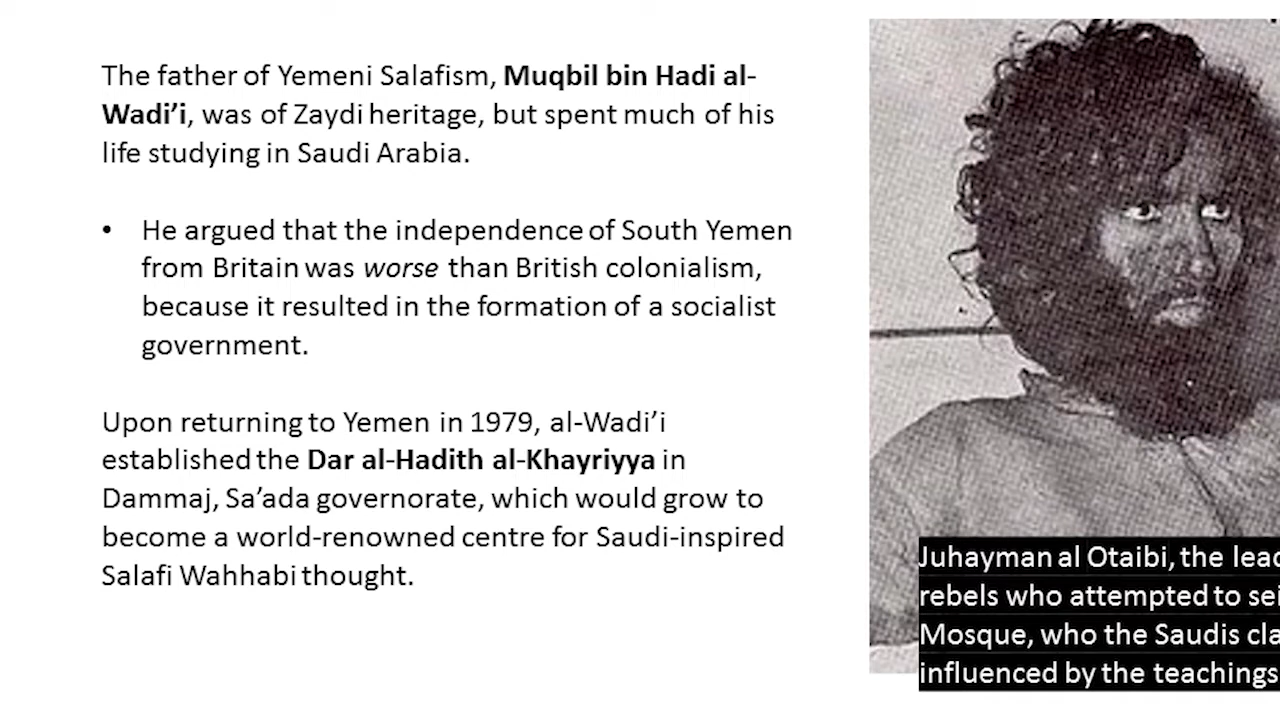 The father of Yemeni Salafism, Muqbil bin Hadi al-
Wadi’i, was of Zaydi heritage, but spent much of his
life studying in Saudi Arabia.
• He argued that the independence of South Yemen
from Britain was worse than British colonialism,
because it resulted in the formation of a socialist
government.
Upon returning to Yemen in 1979, al-Wadi’i
established the Dar al-Hadith al-Khayriyya in
Dammaj, Sa’ada governorate, which would grow to
become a world-renowned centre for Saudi-inspired
Salafi Wahhabi thought.
Juhayman al Otaibi, the
rebels who attempted to
Mosque, who the Saudis
influenced by the teachings